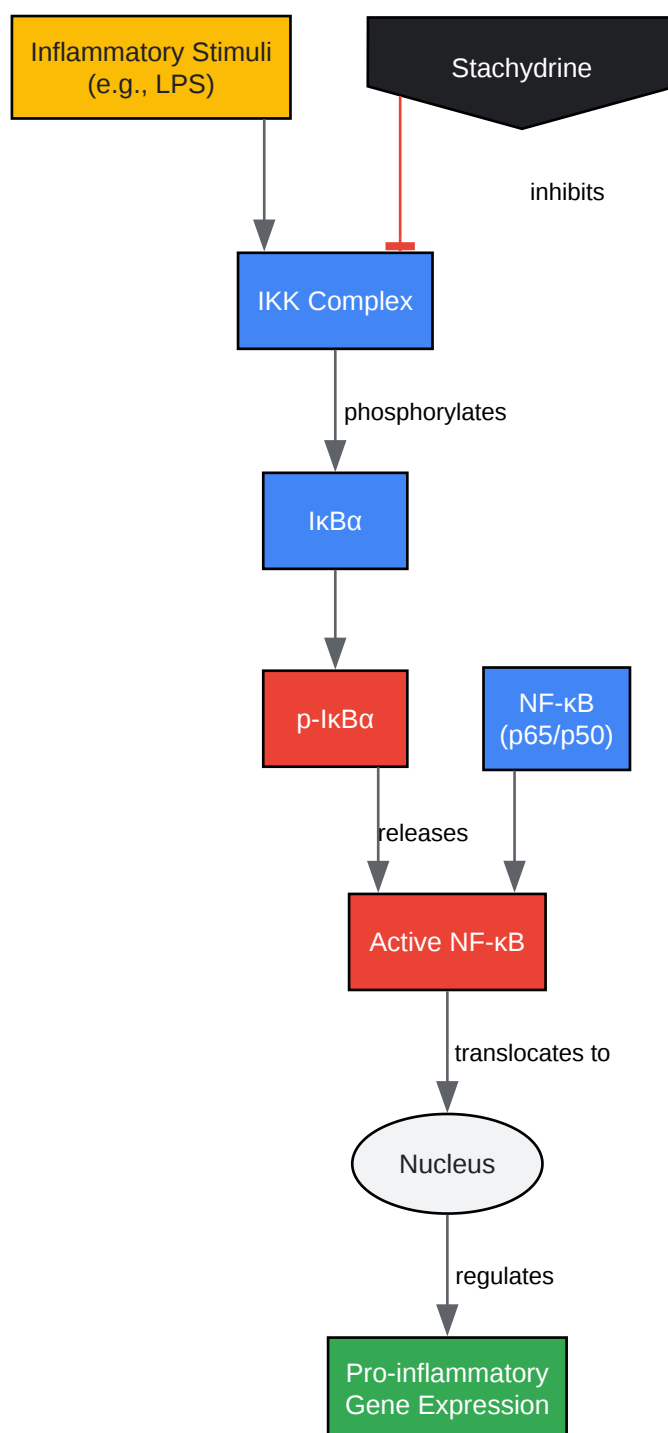 Inflammatory Stimuli
(e.g., LPS)
Stachydrine
inhibits
IKK Complex
phosphorylates
IκBα
p-IκBα
NF-κB
(p65/p50)
releases
Active NF-κB
translocates to
Nucleus
regulates
Pro-inflammatory
Gene Expression